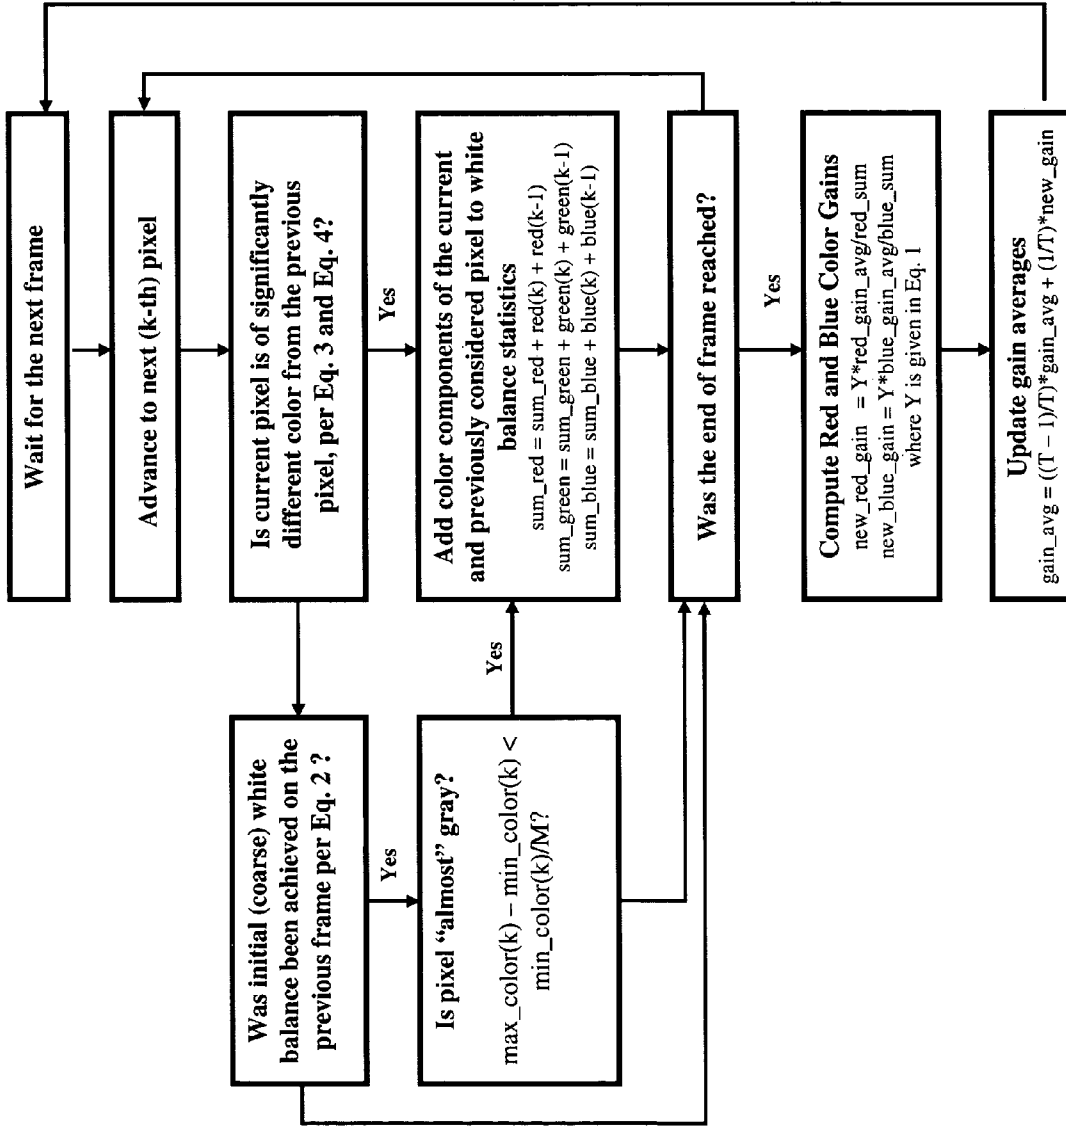 Wait for the next frame
Advance to next (k-th) pixel
Is current pixel is of significantly
different color from the previous
pixel, per Eq. 3 and Eq. 4?
Yes
Was initial (coarse) white
balance been achieved on the
previous frame per Eq. 2 ?
Yes
Is pixel “almost” gray?
max_color(k) – min_color(k) <
min_color(k)/M?
Yes
Add color components of the current
and previously considered pixel to white
balance statistics
sum_red = sum_red + red(k) + red(k-1)
sum_green = sum_green + green(k) + green(k-1)
sum_blue = sum_blue + blue(k) + blue(k-1)
Was the end of frame reached?
Yes
Compute Red and Blue Color Gains
new_red_gain = Y*red_gain_avg/red_sum
new_blue_gain = Y*blue_gain_avg/blue_sum
where Y is given in Eq. 1
Update gain averages
gain_avg = ((T – 1)/T)*gain_avg + (1/T)*new_gain